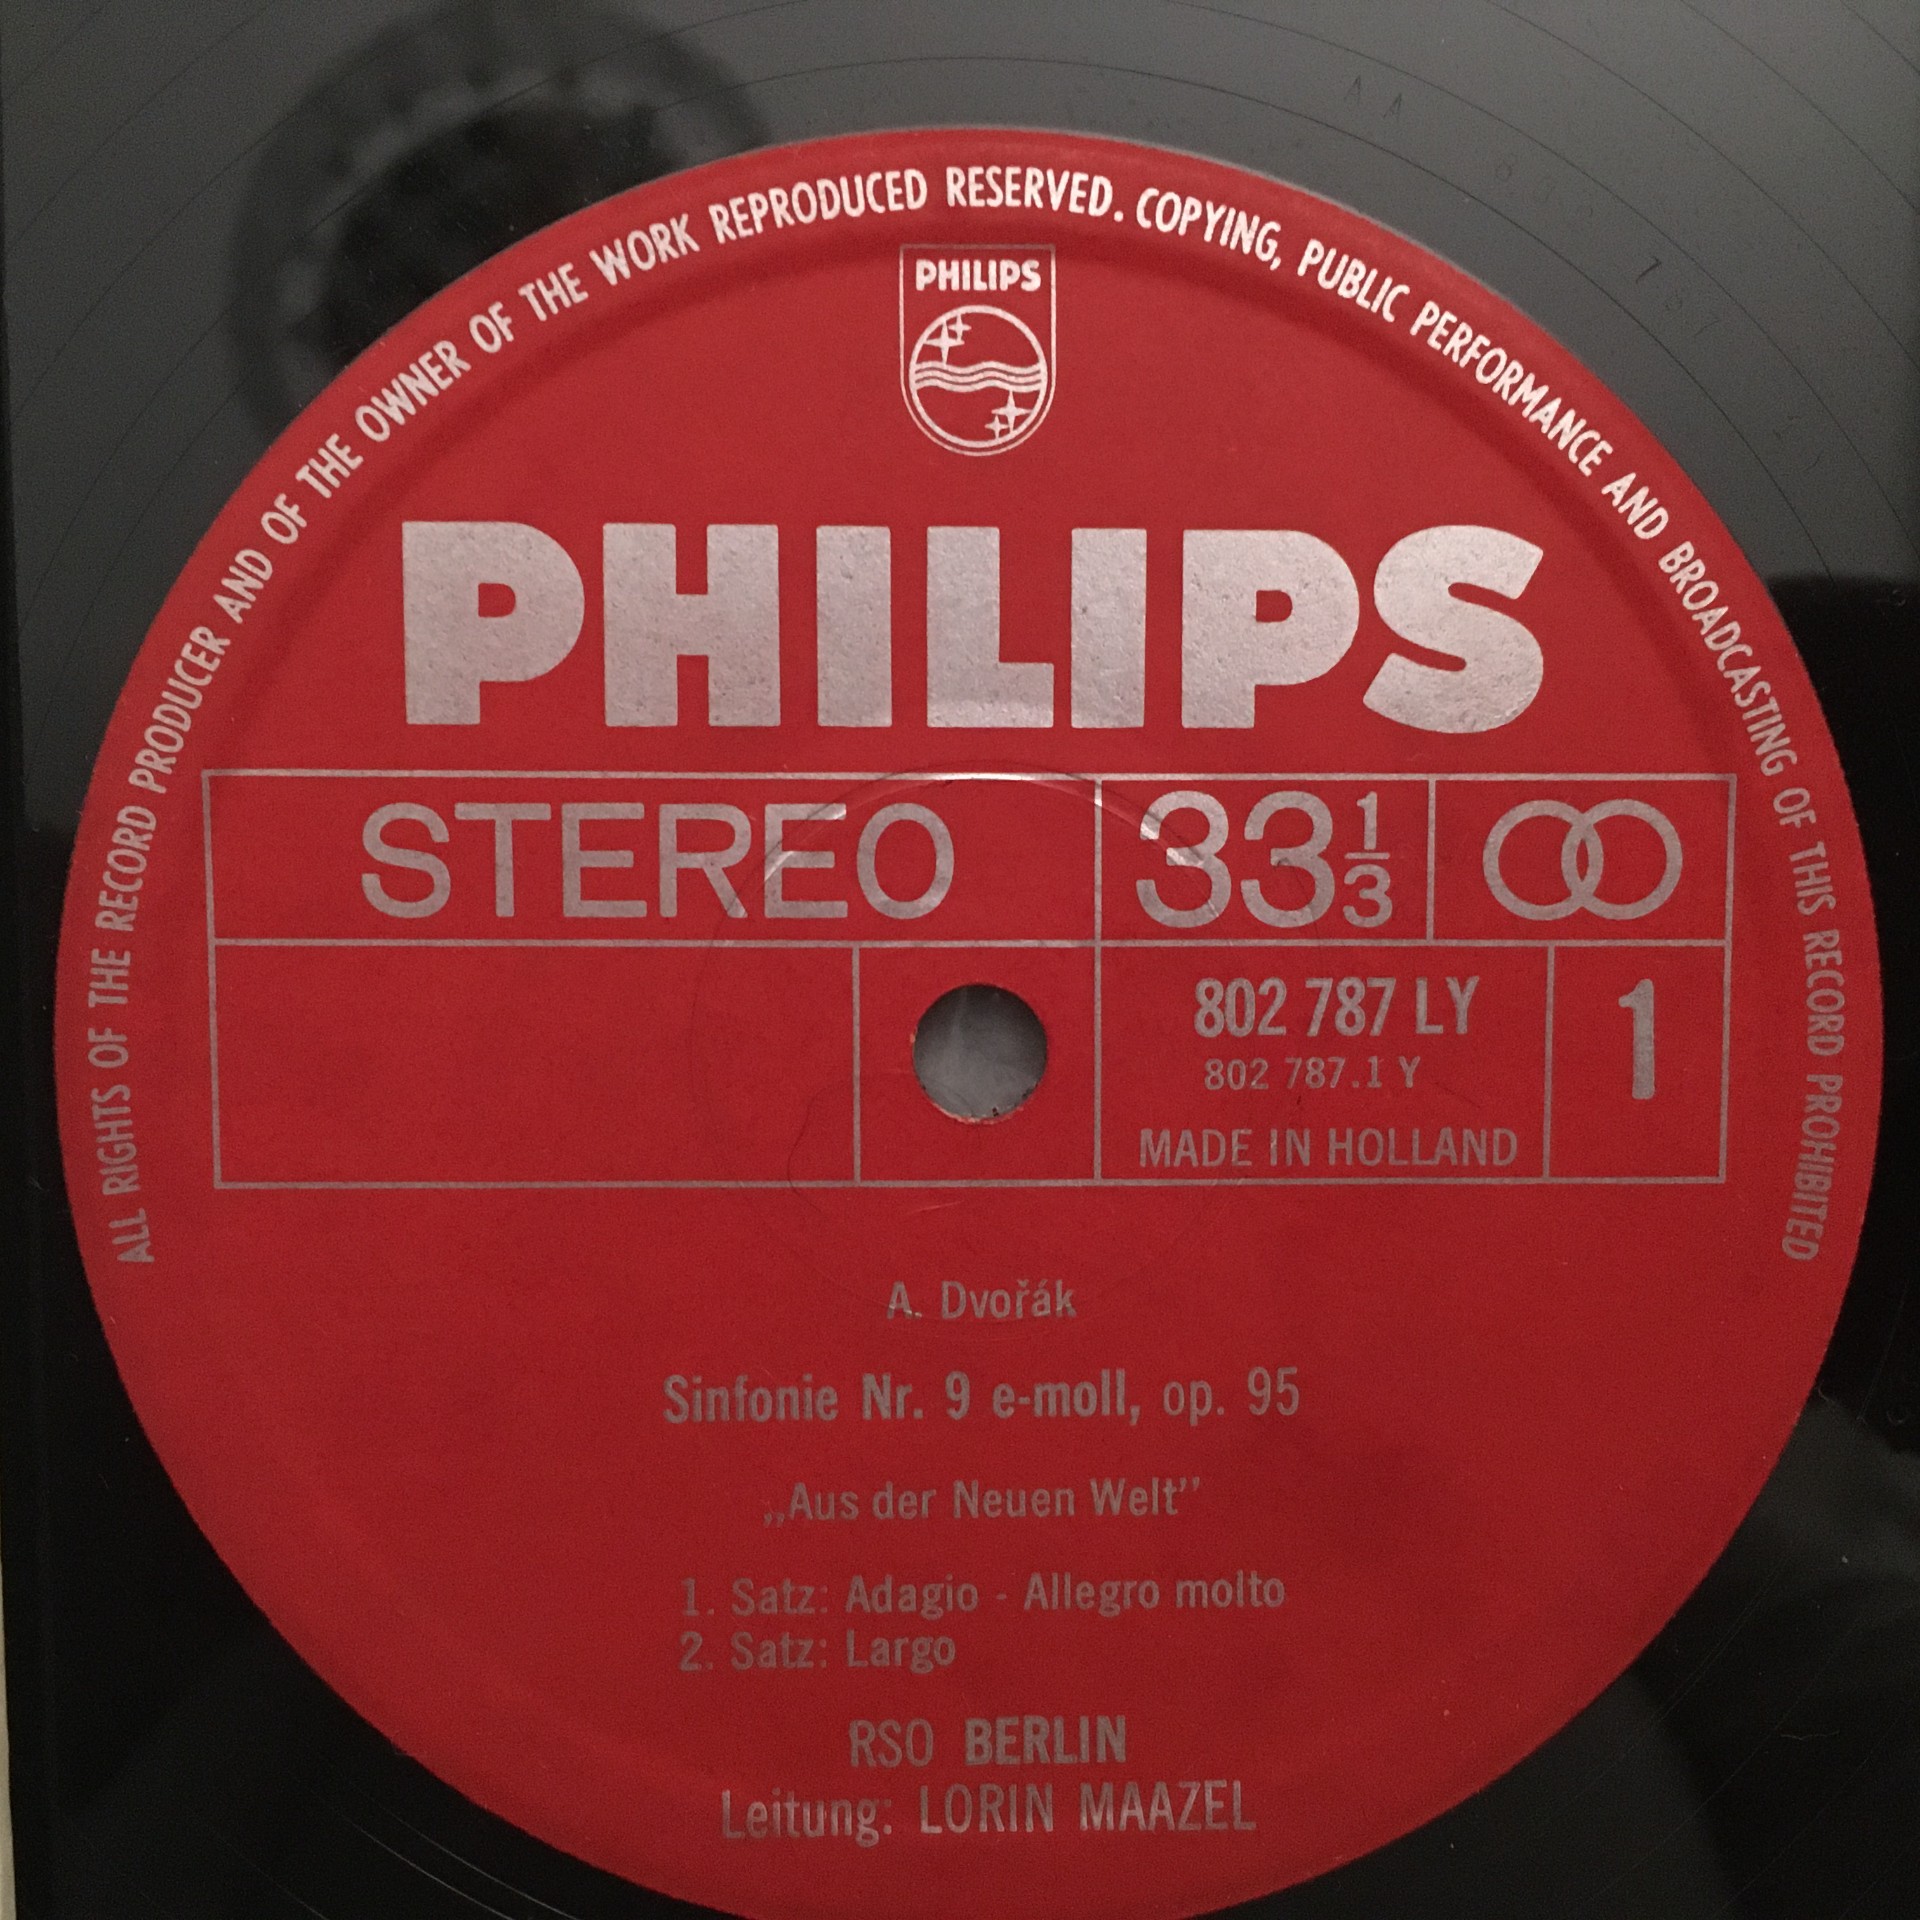 ALL RIGHTS OF THE RECORD PRODUCER AND OF THE OWNER OF THE WORK REPRODUCED RESERVED. COPYING, PUBLIC PERFORMANCE AND BROADCASTING OF THIS RECORD PROHIBITED
PHILIPS
PHILIPS
STEREO 33 1/3
802 787 LY 1
802 787.1 Y
MADE IN HOLLAND
A. Dvořák
Sinfonie Nr. 9 e-moll, op. 95
„Aus der Neuen Welt”
1. Satz: Adagio - Allegro molto
2. Satz: Largo
RSO BERLIN
Leitung: LORIN MAAZEL